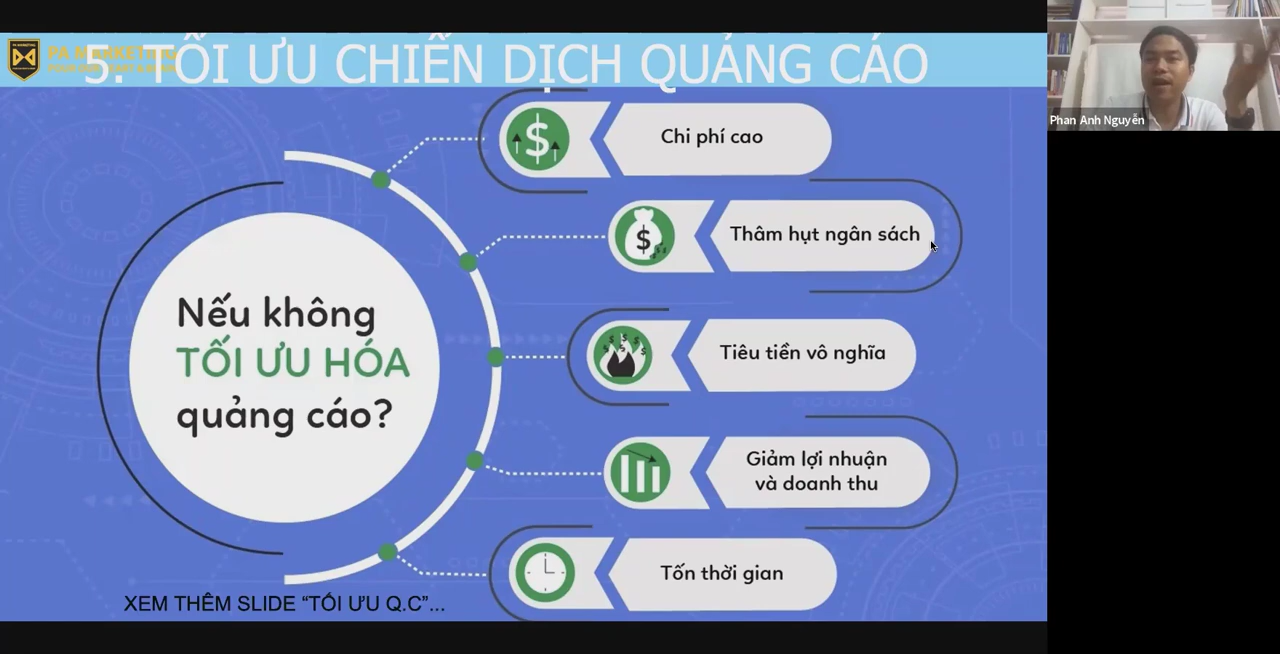 PA MARKETING
5. TỐI ƯU CHIẾN DỊCH QUẢNG CÁO
Phan Anh Nguyễn
Chi phí cao
Thâm hụt ngân sách
Nếu không
TỐI ƯU HÓA
quảng cáo?
Tiêu tiền vô nghĩa
Giảm lợi nhuận
và doanh thu
Tốn thời gian
XEM THÊM SLIDE “TỐI ƯU Q.C”...